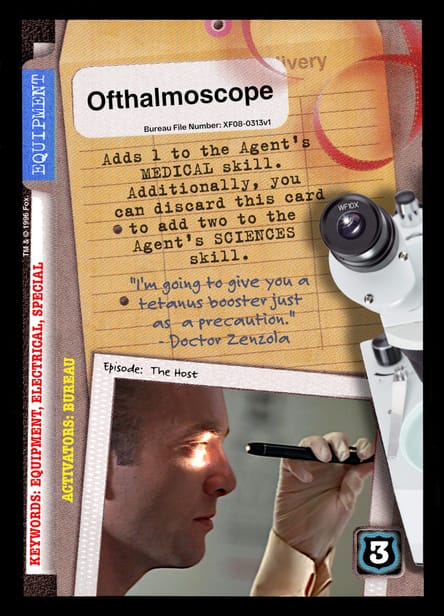 livery
Ofthalmoscope
Bureau File Number: XF08-0313v1
Adds 1 to the Agent's
MEDICAL skill.
Additionally, you
can discard this card
to add two to the
Agent's SCIENCES
skill.
"I'm going to give you a
tetanus booster just
as a precaution."
- Doctor Zenzola
Episode: The Host
EQUIPMENT
TM & © 1996 Fox.
KEYWORDS: EQUIPMENT, ELECTRICAL, SPECIAL
ACTIVATORS: BUREAU
WF10X
3